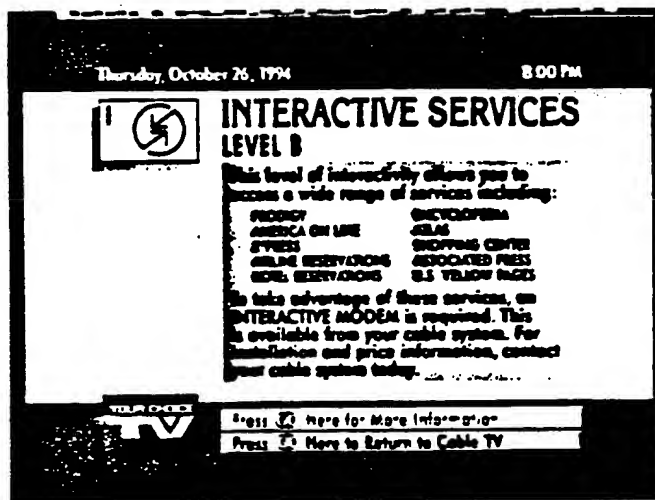 Thursday, October 26, 1994 8:00 PM
INTERACTIVE SERVICES
LEVEL B
This level of interactivity allows you to
access a wide range of services including:
PRODIGY ENCYCLOPEDIA
AMERICA ON LINE ATLAS
X*PRESS SHOPPING CENTER
AIRLINE RESERVATIONS ASSOCIATED PRESS
HOTEL RESERVATIONS U.S. YELLOW PAGES
To take advantage of these services, an
INTERACTIVE MODEM is required. This
is available from your cable system. For
installation and price information, contact
your cable system today.
YOUR CHOICE
TV
Press Here for More Information
Press Here to Return to Cable TV